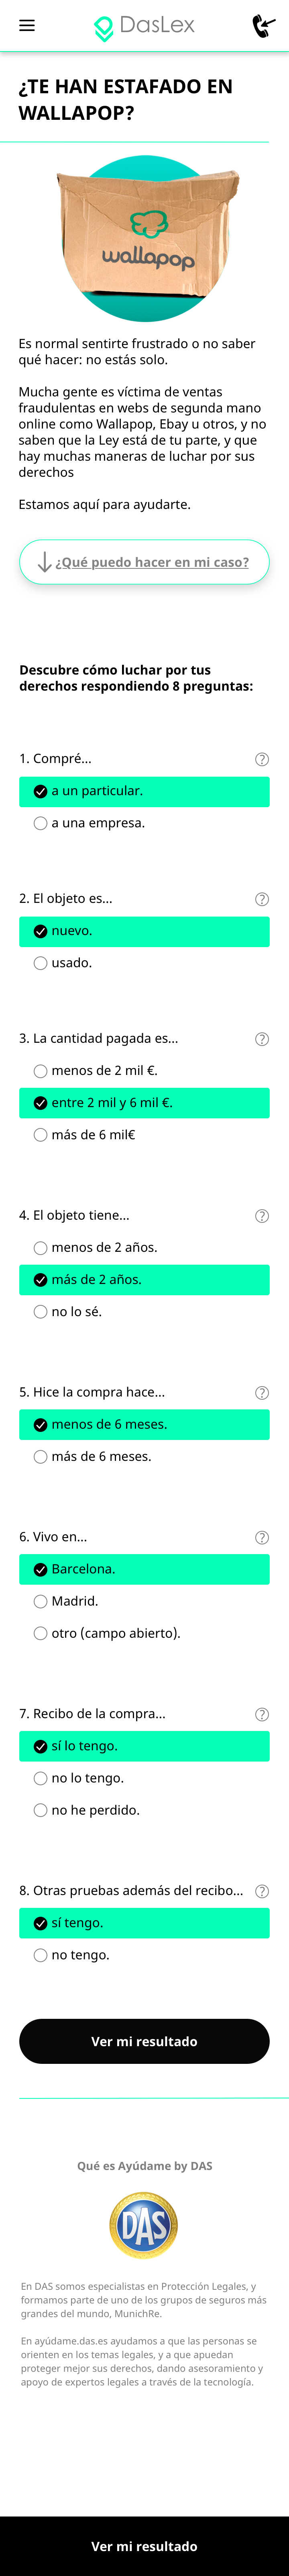 DasLex
¿TE HAN ESTAFADO EN
WALLAPOP?
wallapop
Es normal sentirte frustrado o no saber
qué hacer: no estás solo.
Mucha gente es víctima de ventas
fraudulentas en webs de segunda mano
online como Wallapop, Ebay u otros, y no
saben que la Ley está de tu parte, y que
hay muchas maneras de luchar por sus
derechos
Estamos aquí para ayudarte.
¿Qué puedo hacer en mi caso?
Descubre cómo luchar por tus
derechos respondiendo 8 preguntas:
1. Compré... ?
a un particular.
a una empresa.
2. El objeto es... ?
nuevo.
usado.
3. La cantidad pagada es... ?
menos de 2 mil €.
entre 2 mil y 6 mil €.
más de 6 mil€
4. El objeto tiene... ?
menos de 2 años.
más de 2 años.
no lo sé.
5. Hice la compra hace... ?
menos de 6 meses.
más de 6 meses.
6. Vivo en... ?
Barcelona.
Madrid.
otro (campo abierto).
7. Recibo de la compra... ?
sí lo tengo.
no lo tengo.
no he perdido.
8. Otras pruebas además del recibo... ?
sí tengo.
no tengo.
Ver mi resultado
Qué es Ayúdame by DAS
DAS
En DAS somos especialistas en Protección Legales, y
formamos parte de uno de los grupos de seguros más
grandes del mundo, MunichRe.
En ayúdame.das.es ayudamos a que las personas se
orienten en los temas legales, y a que apuedan
proteger mejor sus derechos, dando asesoramiento y
apoyo de expertos legales a través de la tecnología.
Ver mi resultado